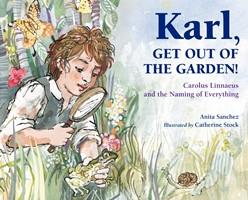 Karl,
GET OUT OF
THE GARDEN!
Carolus Linnaeus
and the Naming of Everything
Anita Sanchez
Illustrated by Catherine Stock